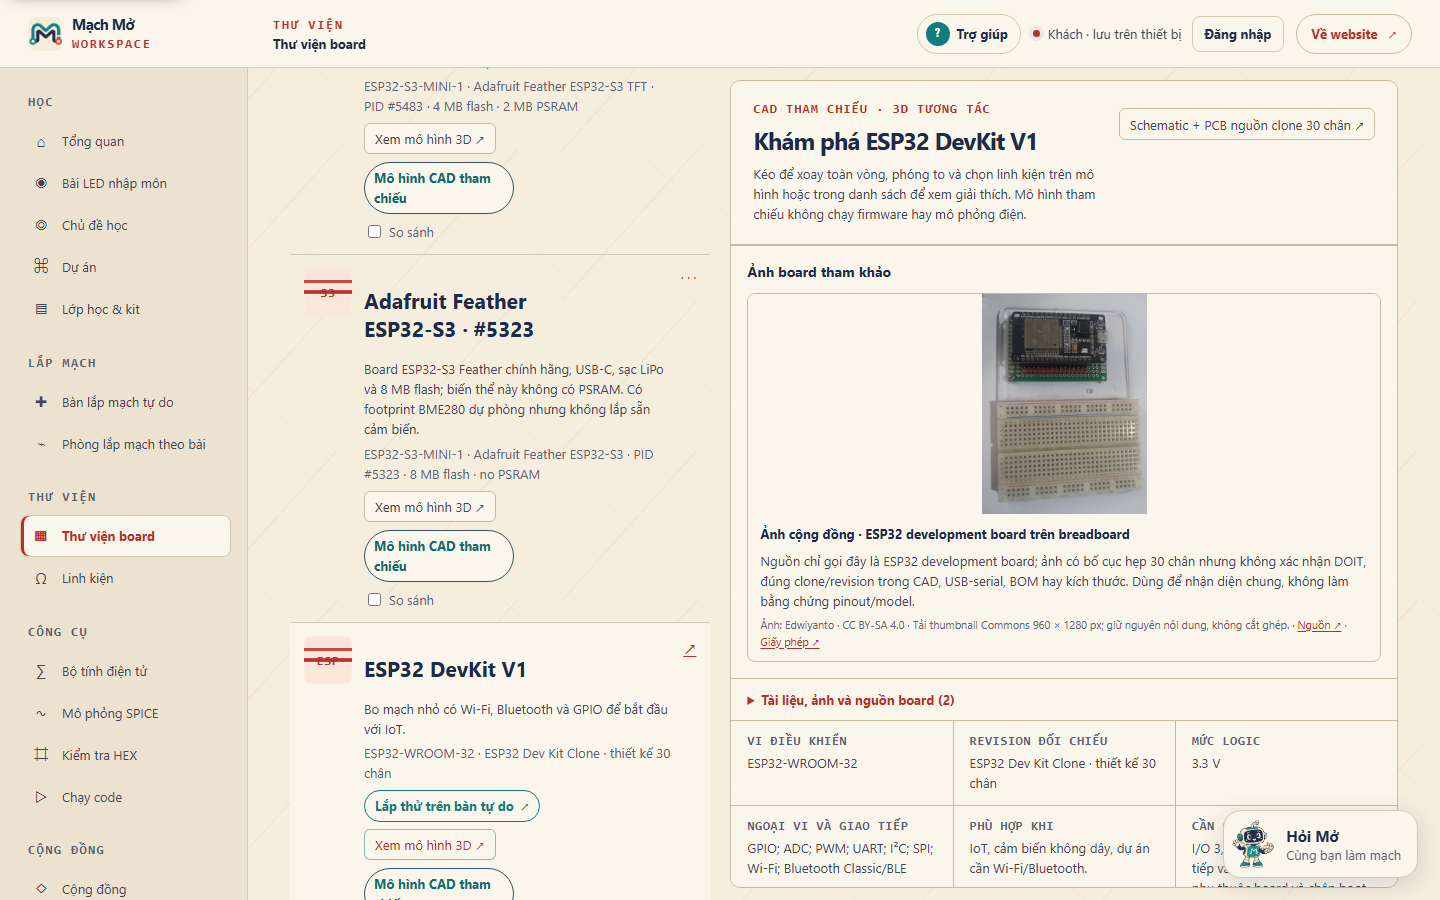 Mạch Mở
WORKSPACE
THƯ VIỆN
Thư viện board
? Trợ giúp
Khách · lưu trên thiết bị
Đăng nhập
Về website ↗
HỌC
Tổng quan
Bài LED nhập môn
Chủ đề học
Dự án
Lớp học & kit
LẮP MẠCH
Bàn lắp mạch tự do
Phòng lắp mạch theo bài
THƯ VIỆN
Thư viện board
Linh kiện
CÔNG CỤ
Bộ tính điện tử
Mô phỏng SPICE
Kiểm tra HEX
Chạy code
CỘNG ĐỒNG
Cộng đồng
ESP32-S3-MINI-1 · Adafruit Feather ESP32-S3 TFT ·
PID #5483 · 4 MB flash · 2 MB PSRAM
Xem mô hình 3D ↗
Mô hình CAD tham
chiếu
So sánh
S3
...
Adafruit Feather
ESP32-S3 · #5323
Board ESP32-S3 Feather chính hãng, USB-C, sạc LiPo
và 8 MB flash; biến thể này không có PSRAM. Có
footprint BME280 dự phòng nhưng không lắp sẵn
cảm biến.
ESP32-S3-MINI-1 · Adafruit Feather ESP32-S3 · PID
#5323 · 8 MB flash · no PSRAM
Xem mô hình 3D ↗
Mô hình CAD tham
chiếu
So sánh
ESP
↗
ESP32 DevKit V1
Bo mạch nhỏ có Wi-Fi, Bluetooth và GPIO để bắt đầu
với IoT.
ESP32-WROOM-32 · ESP32 Dev Kit Clone · thiết kế 30
chân
Lắp thử trên bàn tự do ↗
Xem mô hình 3D ↗
Mô hình CAD tham
CAD THAM CHIẾU · 3D TƯƠNG TÁC
Khám phá ESP32 DevKit V1
Kéo để xoay toàn vòng, phóng to và chọn linh kiện trên mô
hình hoặc trong danh sách để xem giải thích. Mô hình tham
chiếu không chạy firmware hay mô phỏng điện.
Schematic + PCB nguồn clone 30 chân ↗
Ảnh board tham khảo
Ảnh cộng đồng · ESP32 development board trên breadboard
Nguồn chỉ gọi đây là ESP32 development board; ảnh có bố cục hẹp 30 chân nhưng không xác nhận DOIT,
đúng clone/revision trong CAD, USB-serial, BOM hay kích thước. Dùng để nhận diện chung, không làm
bằng chứng pinout/model.
Ảnh: Edwiyanto · CC BY-SA 4.0 · Tải thumbnail Commons 960 × 1280 px; giữ nguyên nội dung, không cắt ghép. · Nguồn ↗ ·
Giấy phép ↗
▶ Tài liệu, ảnh và nguồn board (2)
VI ĐIỀU KHIỂN
ESP32-WROOM-32
REVISION ĐỐI CHIẾU
ESP32 Dev Kit Clone · thiết kế 30
chân
MỨC LOGIC
3.3 V
NGOẠI VI VÀ GIAO TIẾP
GPIO; ADC; PWM; UART; I²C; SPI;
Wi-Fi; Bluetooth Classic/BLE
PHÙ HỢP KHI
IoT, cảm biến không dây, dự án
cần Wi-Fi/Bluetooth.
CẦN
I/O 3,
tiếp
Hỏi Mở
Cùng bạn làm mạch